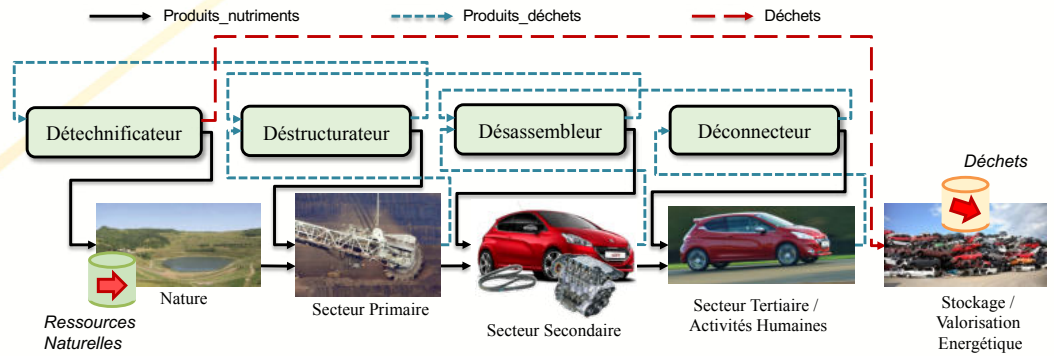 Produits_nutriments
Produits_déchets
Déchets
Détechnificateur
Déstructurateur
Désassembleur
Déconnecteur
Déchets
Nature
Secteur Primaire
Secteur Secondaire
Secteur Tertiaire /
Activités Humaines
Stockage /
Valorisation
Energétique
Ressources
Naturelles